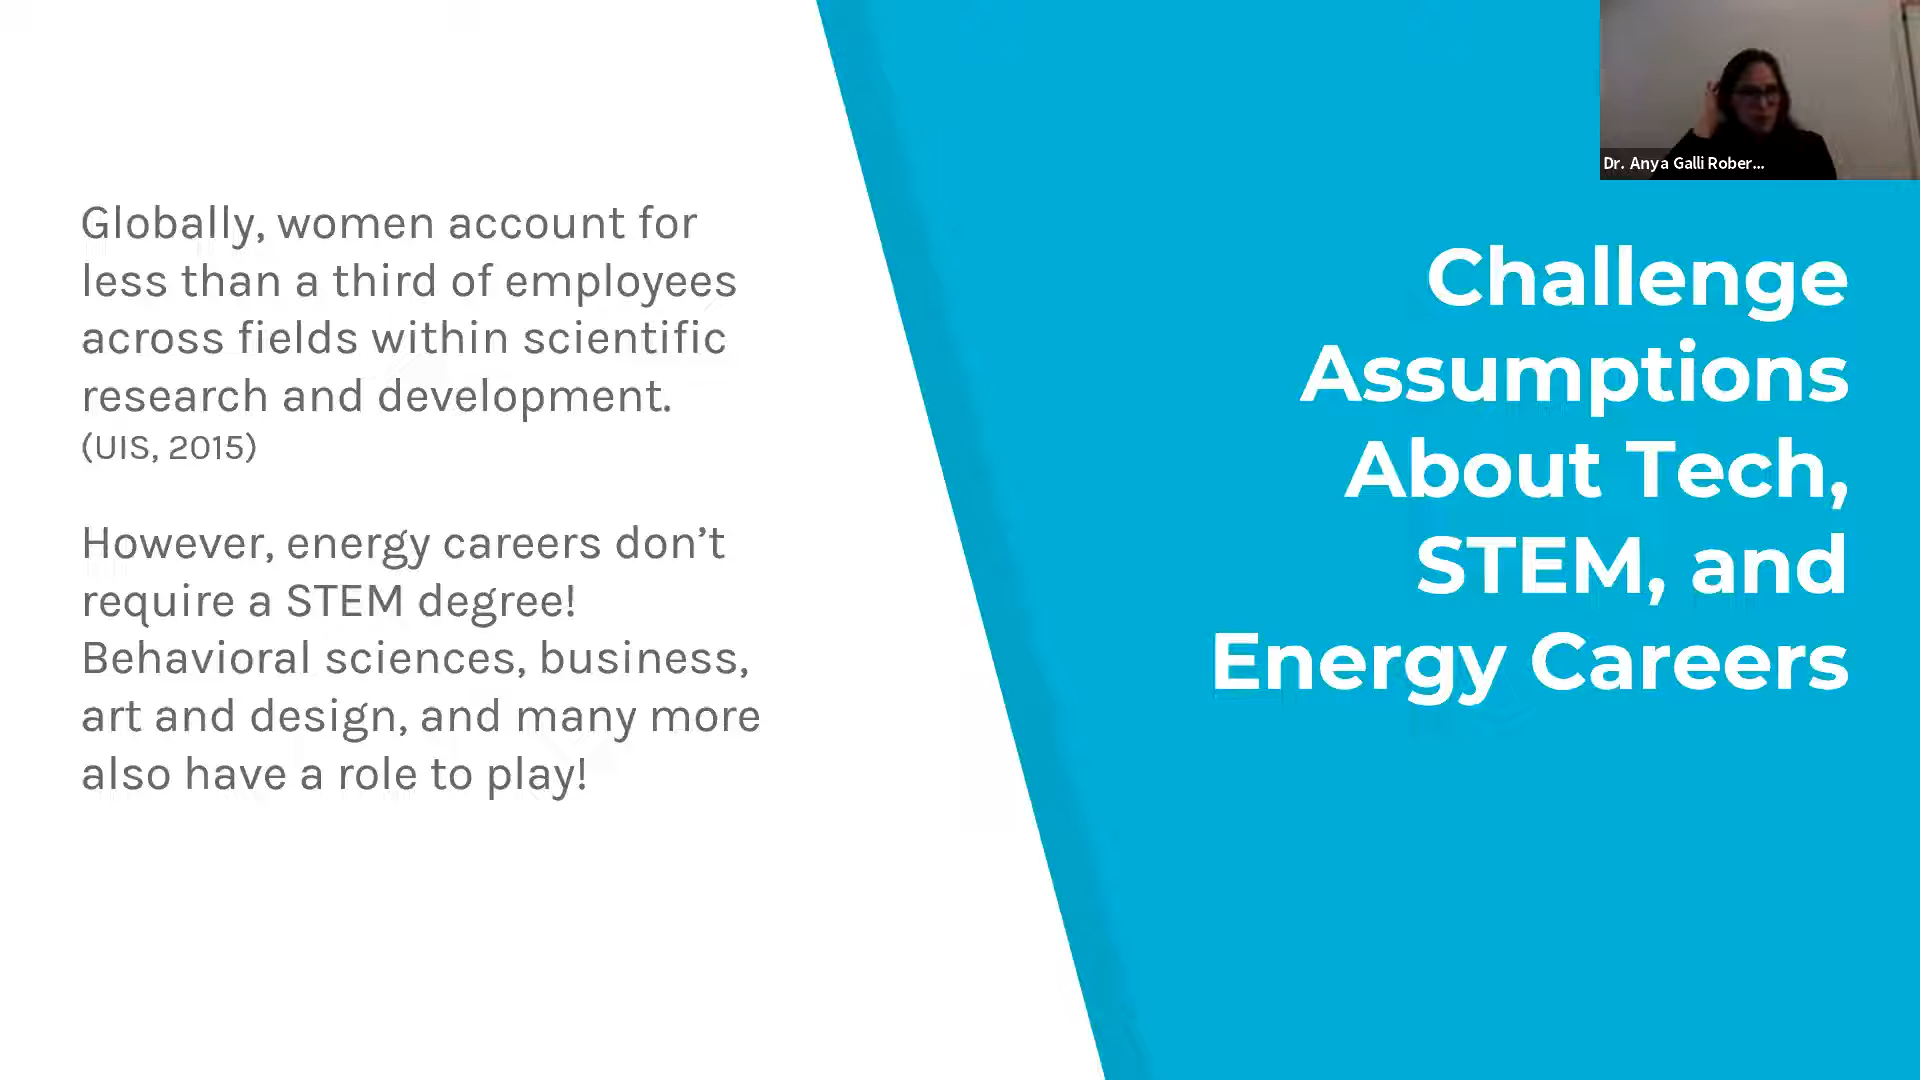 Globally, women account for
less than a third of employees
across fields within scientific
research and development.
(UIS, 2015)
However, energy careers don’t
require a STEM degree!
Behavioral sciences, business,
art and design, and many more
also have a role to play!
Challenge
Assumptions
About Tech,
STEM, and
Energy Careers
Dr. Anya Galli Rober...